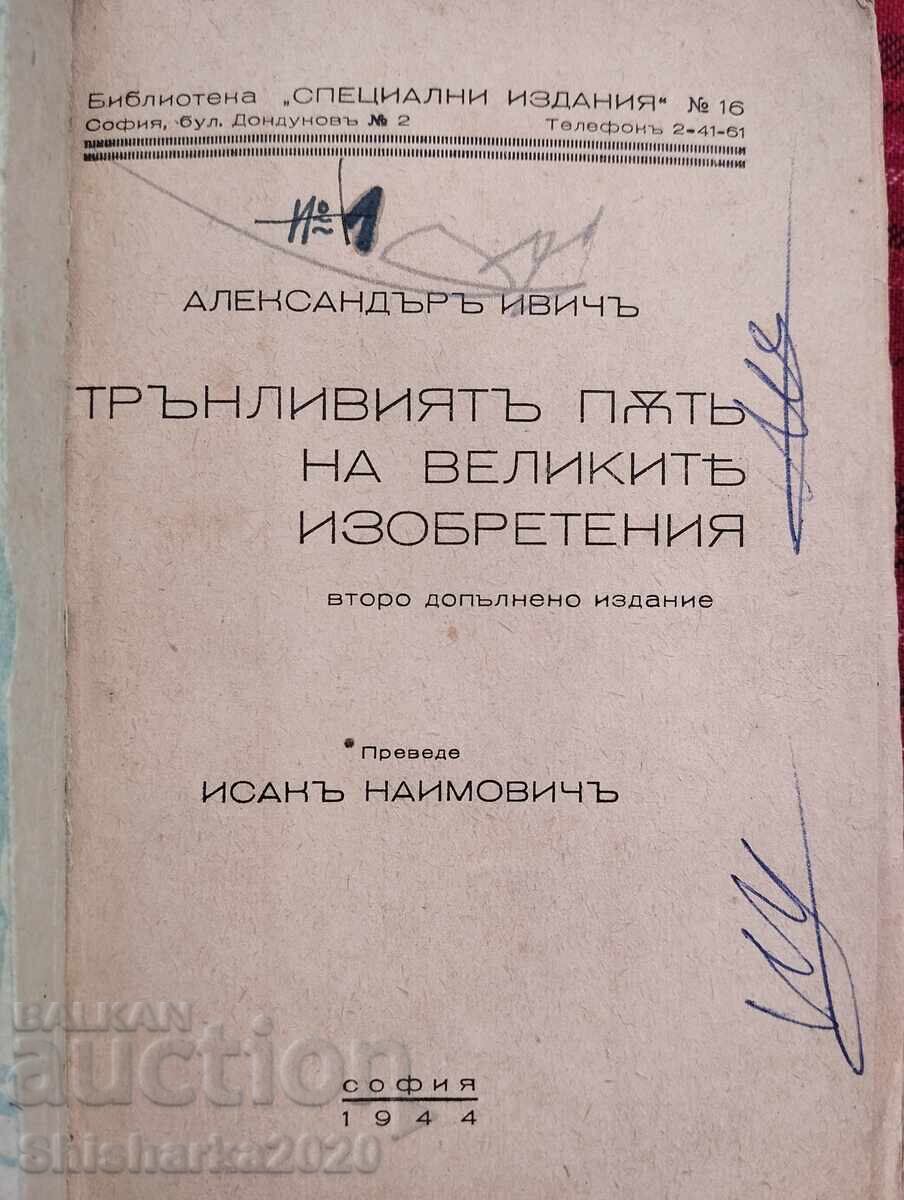 Библиотека „СПЕЦИАЛНИ ИЗДАНИЯ“ № 16
София, бул. Дондуковъ № 2 Телефонъ 2-41-61
№ 1
АЛЕКСАНДЪРЪ ИВИЧЪ
ТРЪНЛИВИЯТЪ ПѪТЬ
НА ВЕЛИКИТѢ
ИЗОБРЕТЕНИЯ
второ допълнено издание
Преведе
ИСАКЪ НАИМОВИЧЪ
СОФИЯ
1944
BALKAN
auction
Shisharka2020